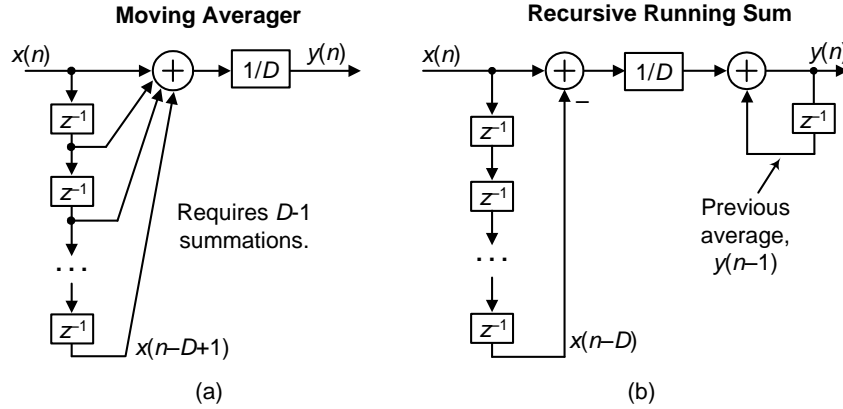 Moving Averager
x(n)
+
1/D
y(n)
z–1
z–1
Requires D-1
summations.
. . .
z–1
x(n–D+1)
(a)
Recursive Running Sum
x(n)
+
–
1/D
+
y(n)
z–1
z–1
z–1
Previous
average,
y(n–1)
. . .
z–1
x(n–D)
(b)